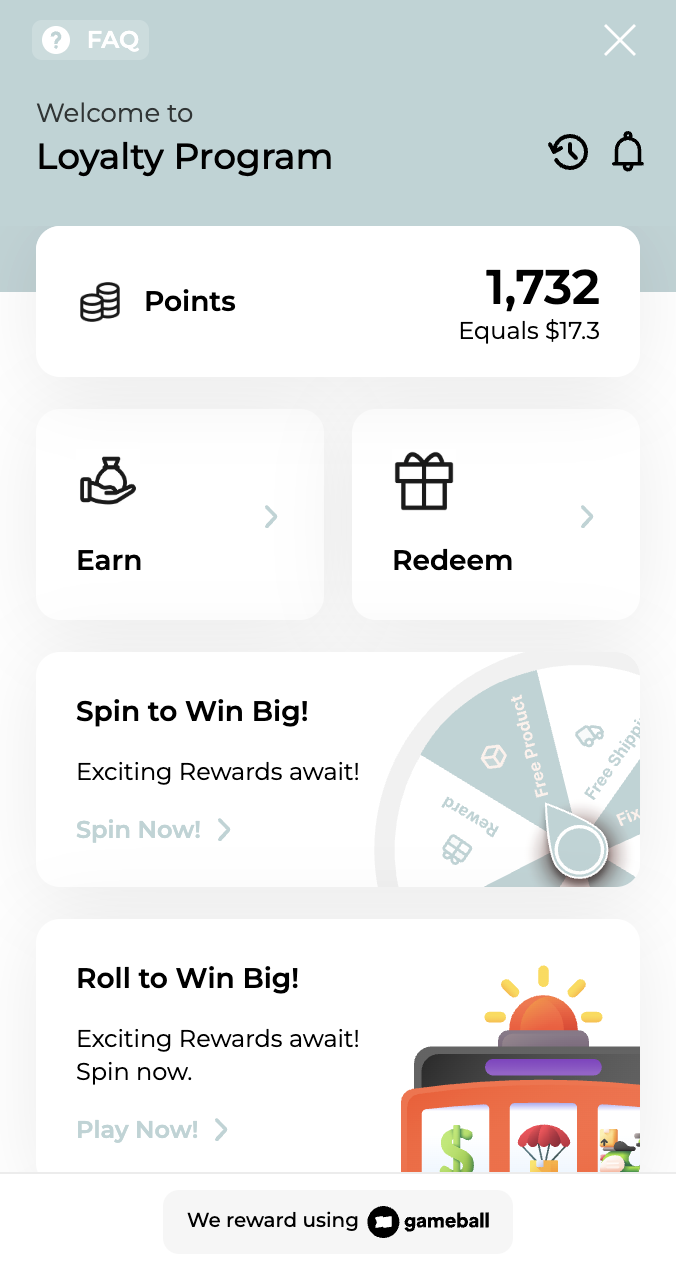 FAQ
Welcome to
Loyalty Program
Points
1,732
Equals $17.3
Earn
Redeem
Spin to Win Big!
Exciting Rewards await!
Spin Now!
Reward
Free Product
Free
Fix
Roll to Win Big!
Exciting Rewards await!
Spin now.
Play Now!
We reward using gameball